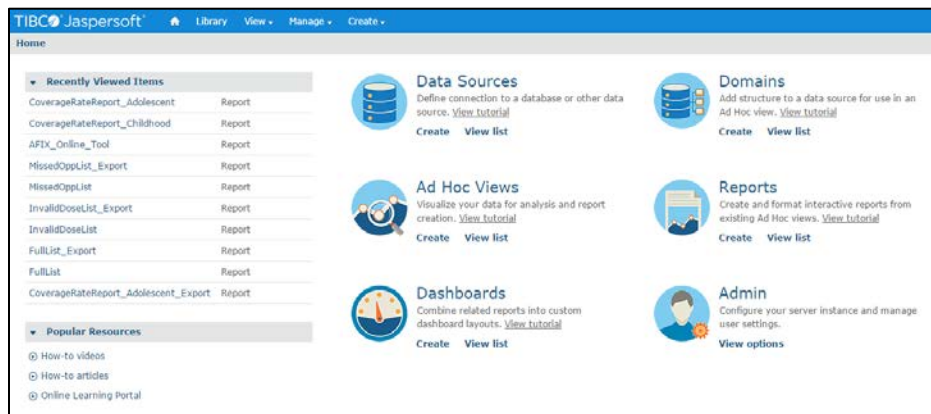 TIBCO Jaspersoft® Library View Manage Create
Home
Recently Viewed Items
CoverageRateReport_Adolescent Report
CoverageRateReport_Childhood Report
AFIX_Online_Tool Report
MissedOppList_Export Report
MissedOppList Report
InvalidDoseList_Export Report
InvalidDoseList Report
FullList_Export Report
FullList Report
CoverageRateReport_Adolescent_Export Report
Popular Resources
How-to videos
How-to articles
Online Learning Portal
Data Sources
Define connection to a database or other data
source. View tutorial
Create View list
Domains
Add structure to a data source for use in an
Ad Hoc view. View tutorial
Create View list
Ad Hoc Views
Visualize your data for analysis and report
creation. View tutorial
Create View list
Reports
Create and format interactive reports from
existing Ad Hoc views. View tutorial
Create View list
Dashboards
Combine related reports into custom
dashboard layouts. View tutorial
Create View list
Admin
Configure your server instance and manage
user settings.
View options